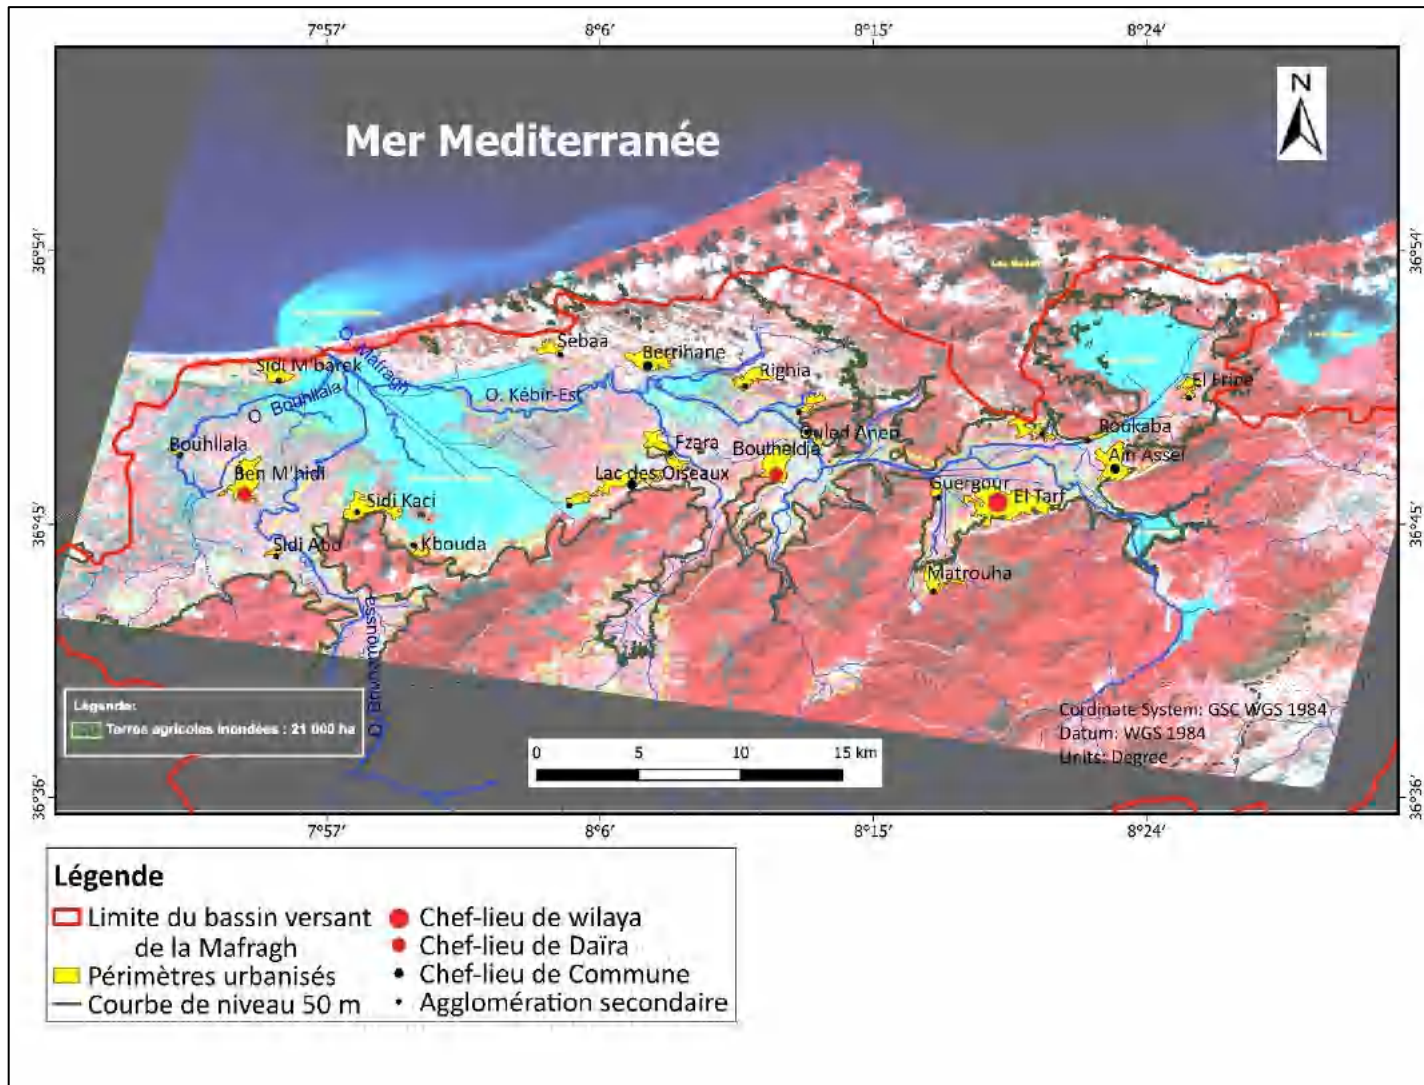 7°57'
8°6'
8°15'
8°24'
N
Mer Mediterranée
36°54'
36°54'
O. Mafragh
Sebaa
Berrihane
Sidi M'barek
Righia
El Frine
O. Kébir-Est
O Bouhllala
Ouled Anen
Roukaba
Bouhllala
Fzara
Boutheldja
Ain Assel
Ben M'hidi
Lac des Oiseaux
Guergour
El Tarf
Sidi Kaci
36°45'
36°45'
Sidi Abd
Kbouda
Matrouha
O. Bnamoussa
Légende:
Terres agricoles inondées : 21 000 ha
Cordinate System: GSC WGS 1984
Datum: WGS 1984
Units: Degree
0 5 10 15 km
36°36'
36°36'
7°57'
8°6'
8°15'
8°24'
Légende
Limite du bassin versant
de la Mafragh
Périmètres urbanisés
Courbe de niveau 50 m
Chef-lieu de wilaya
Chef-lieu de Daïra
Chef-lieu de Commune
Agglomération secondaire